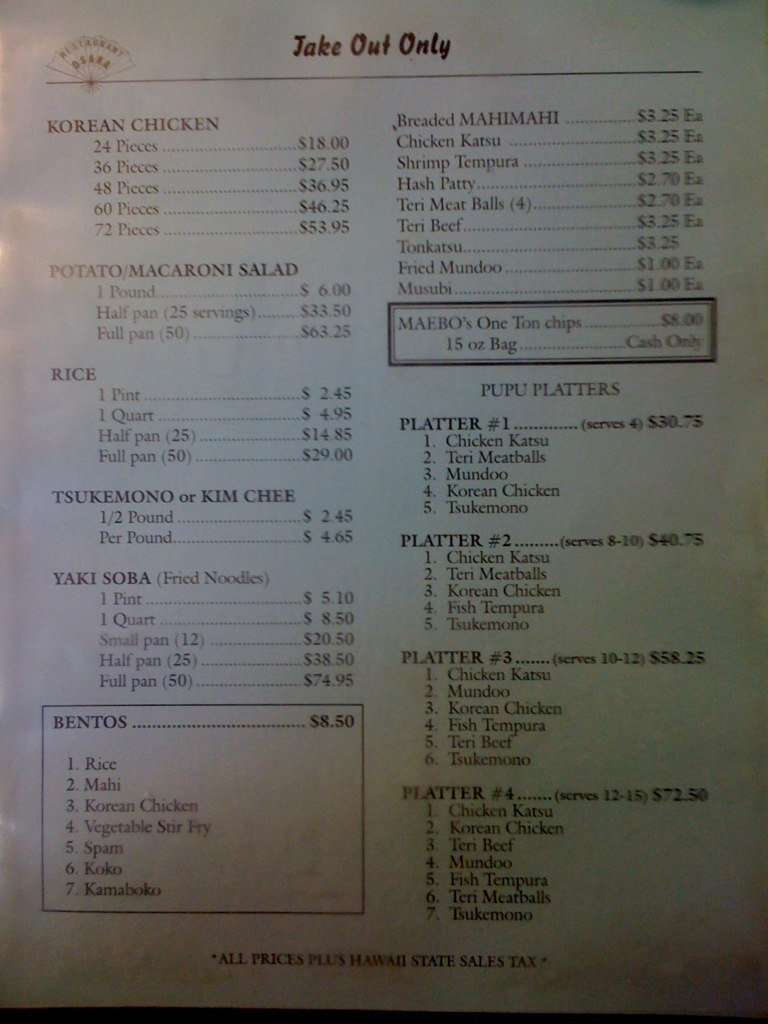 RESTAURANT
OSAKA
Take Out Only
KOREAN CHICKEN
24 Pieces ............................ $18.00
36 Pieces ............................ $27.50
48 Pieces ............................ $36.95
60 Pieces ............................ $46.25
72 Pieces ............................ $53.95
POTATO/MACARONI SALAD
1 Pound ............................ $ 6.00
Half pan (25 servings) ......... $33.50
Full pan (50) ...................... $63.25
RICE
1 Pint ................................ $ 2.45
1 Quart ............................. $ 4.95
Half pan (25) ..................... $14.85
Full pan (50) ...................... $29.00
TSUKEMONO or KIM CHEE
1/2 Pound ......................... $ 2.45
Per Pound .......................... $ 4.65
YAKI SOBA (Fried Noodles)
1 Pint ................................ $ 5.10
1 Quart ............................. $ 8.50
Small pan (12) ................... $20.50
Half pan (25) ..................... $38.50
Full pan (50) ...................... $74.95
BENTOS ................................. $8.50
1. Rice
2. Mahi
3. Korean Chicken
4. Vegetable Stir Fry
5. Spam
6. Koko
7. Kamaboko
Breaded MAHIMAHI .............. $3.25 Ea
Chicken Katsu ......................... $3.25 Ea
Shrimp Tempura ...................... $3.25 Ea
Hash Patty ............................... $2.70 Ea
Teri Meat Balls (4) .................... $2.70 Ea
Teri Beef .................................. $3.25 Ea
Tonkatsu .................................. $3.25
Fried Mundoo .......................... $1.00 Ea
Musubi .................................... $1.00 Ea
MAEBO's One Ton chips ............... $8.00
15 oz Bag ..................... Cash Only
PUPU PLATTERS
PLATTER #1 ............. (serves 4) $30.75
1. Chicken Katsu
2. Teri Meatballs
3. Mundoo
4. Korean Chicken
5. Tsukemono
PLATTER #2 ......... (serves 8-10) $40.75
1. Chicken Katsu
2. Teri Meatballs
3. Korean Chicken
4. Fish Tempura
5. Tsukemono
PLATTER #3 ....... (serves 10-12) $58.25
1. Chicken Katsu
2. Mundoo
3. Korean Chicken
4. Fish Tempura
5. Teri Beef
6. Tsukemono
PLATTER #4 ....... (serves 12-15) $72.50
1. Chicken Katsu
2. Korean Chicken
3. Teri Beef
4. Mundoo
5. Fish Tempura
6. Teri Meatballs
7. Tsukemono
*ALL PRICES PLUS HAWAII STATE SALES TAX *